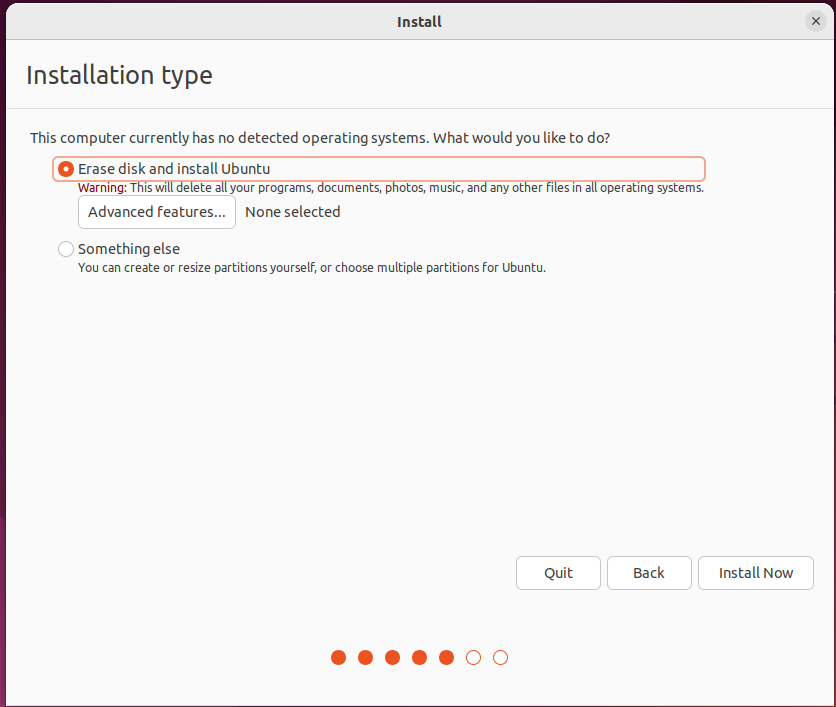 Install
Installation type
This computer currently has no detected operating systems. What would you like to do?
Erase disk and install Ubuntu
Warning: This will delete all your programs, documents, photos, music, and any other files in all operating systems.
Advanced features... None selected
Something else
You can create or resize partitions yourself, or choose multiple partitions for Ubuntu.
Quit Back Install Now